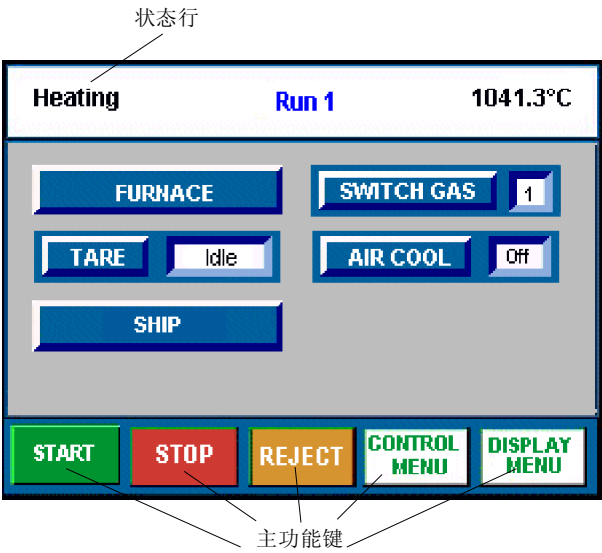 状态行
Heating Run 1 1041.3°C
FURNACE SWITCH GAS 1
TARE Idle AIR COOL Off
SHIP
START STOP REJECT CONTROL MENU DISPLAY MENU
主功能键